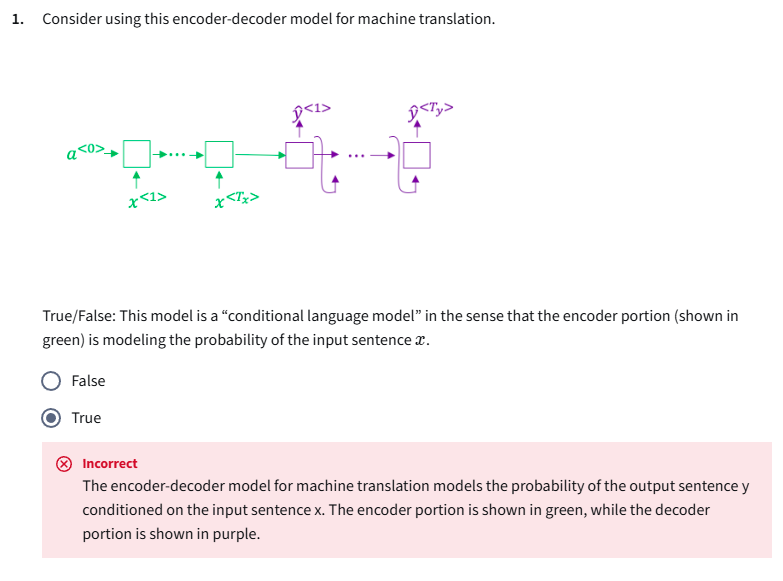 1. Consider using this encoder-decoder model for machine translation.
ŷ<1> ŷ<Ty>
a<0> ... ...
x<1> x<Tx>
True/False: This model is a “conditional language model” in the sense that the encoder portion (shown in
green) is modeling the probability of the input sentence x.
False
True
Incorrect
The encoder-decoder model for machine translation models the probability of the output sentence y
conditioned on the input sentence x. The encoder portion is shown in green, while the decoder
portion is shown in purple.